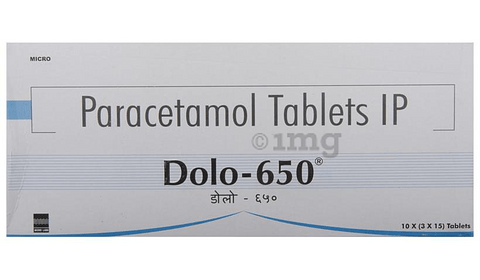 MICRO
Paracetamol Tablets IP
©1mg
Dolo-650®
डोलो - ६५०
10 X (3 X 15) Tablets